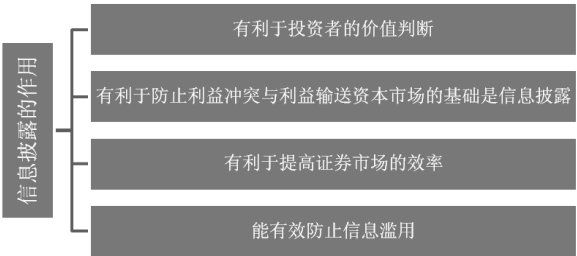 信息披露的作用
有利于投资者的价值判断
有利于防止利益冲突与利益输送资本市场的基础是信息披露
有利于提高证券市场的效率
能有效防止信息滥用